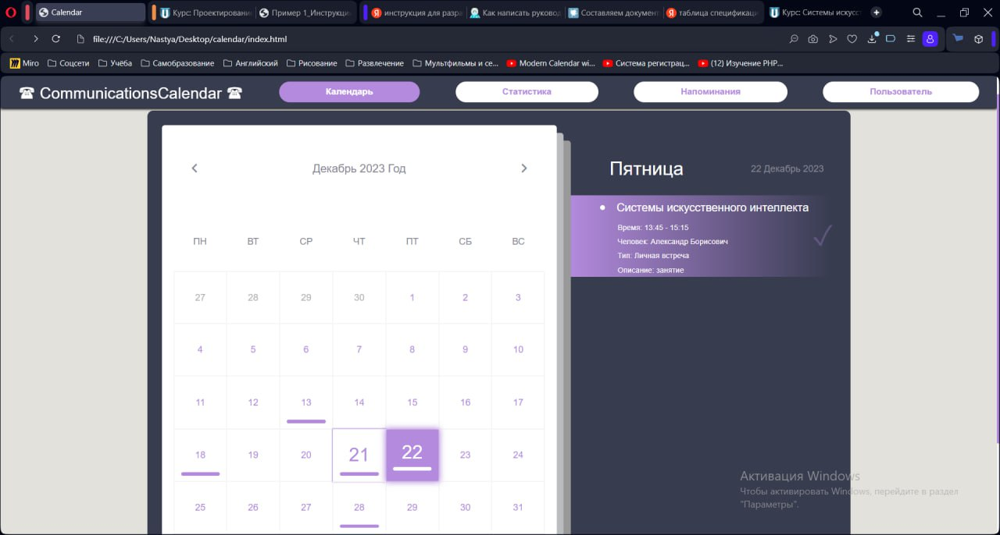 Calendar
Курс: Проектировани
Пример 1_Инструкци
инструкция для разра
Как написать руковод
Составляем документ
таблица спецификац
Курс: Системы искусст
file:///C:/Users/Nastya/Desktop/calendar/index.html
Miro
Соцсети
Учёба
Самобразование
Английский
Рисование
Развлечение
Мультфильмы и се...
Modern Calendar wi...
Система регистрац...
(12) Изучение PHP...
☎ CommunicationsCalendar ☎
Календарь
Статистика
Напоминания
Пользователь
Декабрь 2023 Год
ПН ВТ СР ЧТ ПТ СБ ВС
27 28 29 30 1 2 3
4 5 6 7 8 9 10
11 12 13 14 15 16 17
18 19 20 21 22 23 24
25 26 27 28 29 30 31
Пятница
22 Декабрь 2023
Системы искусственного интеллекта
Время: 13:45 - 15:15
Человек: Александр Борисович
Тип: Личная встреча
Описание: занятие
Активация Windows
Чтобы активировать Windows, перейдите в раздел
"Параметры".